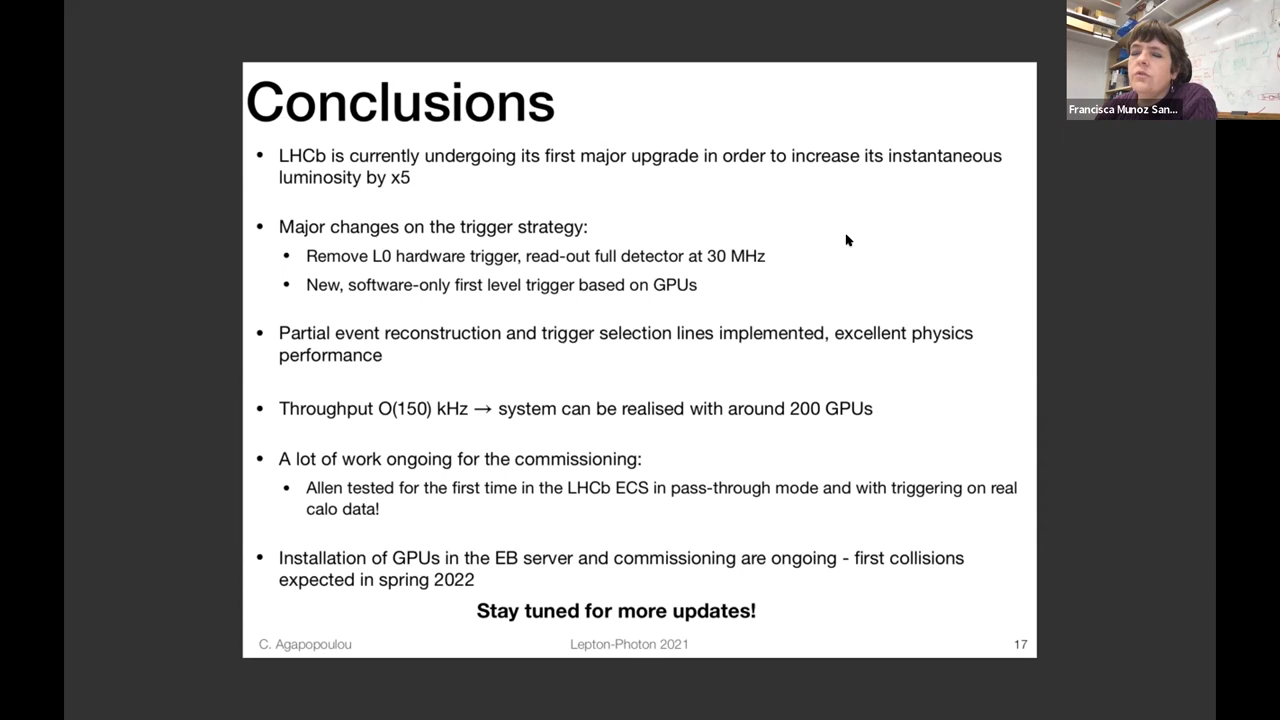 Conclusions
Francisca Munoz San...
• LHCb is currently undergoing its first major upgrade in order to increase its instantaneous
luminosity by x5
• Major changes on the trigger strategy:
• Remove L0 hardware trigger, read-out full detector at 30 MHz
• New, software-only first level trigger based on GPUs
• Partial event reconstruction and trigger selection lines implemented, excellent physics
performance
• Throughput O(150) kHz → system can be realised with around 200 GPUs
• A lot of work ongoing for the commissioning:
• Allen tested for the first time in the LHCb ECS in pass-through mode and with triggering on real
calo data!
• Installation of GPUs in the EB server and commissioning are ongoing - first collisions
expected in spring 2022
Stay tuned for more updates!
C. Agapopoulou
Lepton-Photon 2021
17